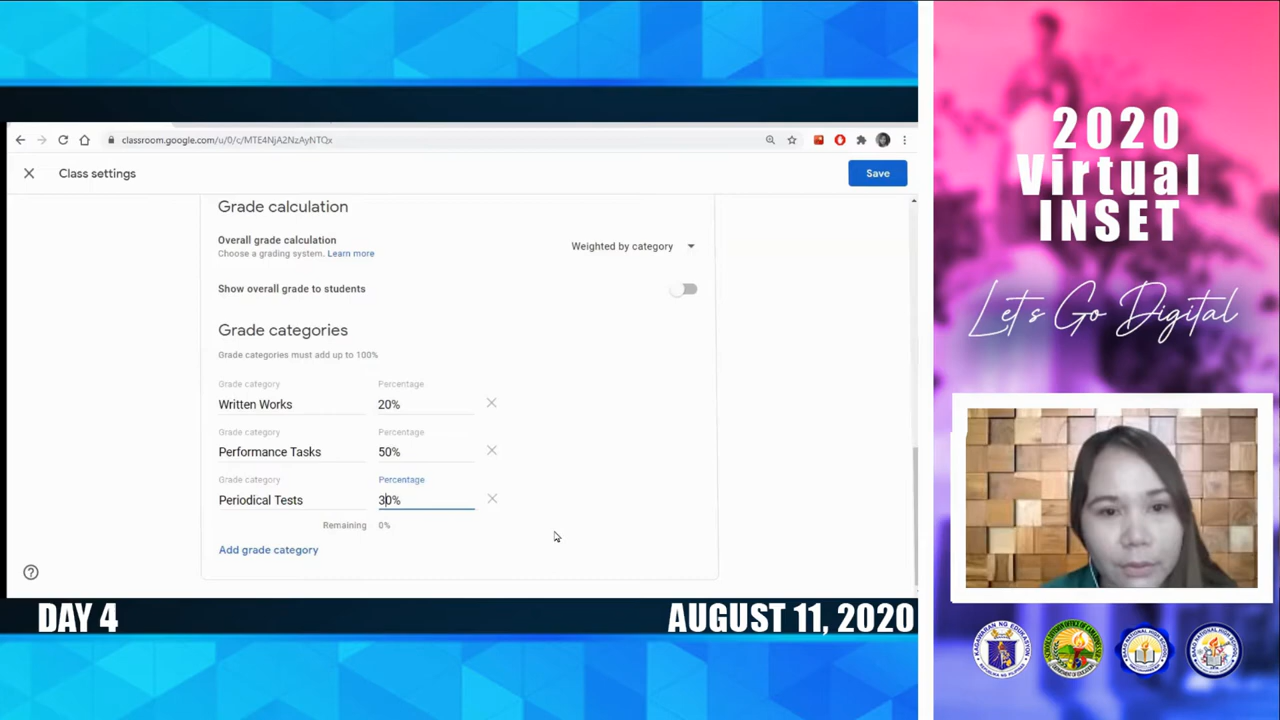 classroom.google.com/u/0/c/MTE4NjA2NzAyNTQx
Class settings
Save
Grade calculation
Overall grade calculation
Choose a grading system. Learn more
Weighted by category
Show overall grade to students
Grade categories
Grade categories must add up to 100%
Grade category
Percentage
Written Works
20%
Grade category
Percentage
Performance Tasks
50%
Grade category
Percentage
Periodical Tests
30%
Remaining
0%
Add grade category
DAY 4
AUGUST 11, 2020
2020
Virtual
INSET
Let's Go Digital